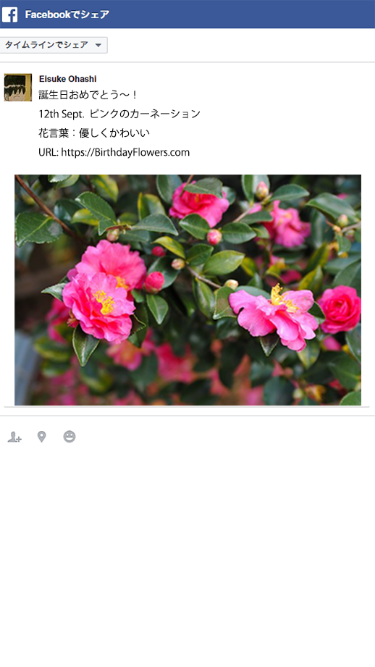 Facebookでシェア
タイムラインでシェア
Eisuke Ohashi
誕生日おめでとう〜！
12th Sept. ピンクのカーネーション
花言葉：優しくかわいい
URL: https://BirthdayFlowers.com